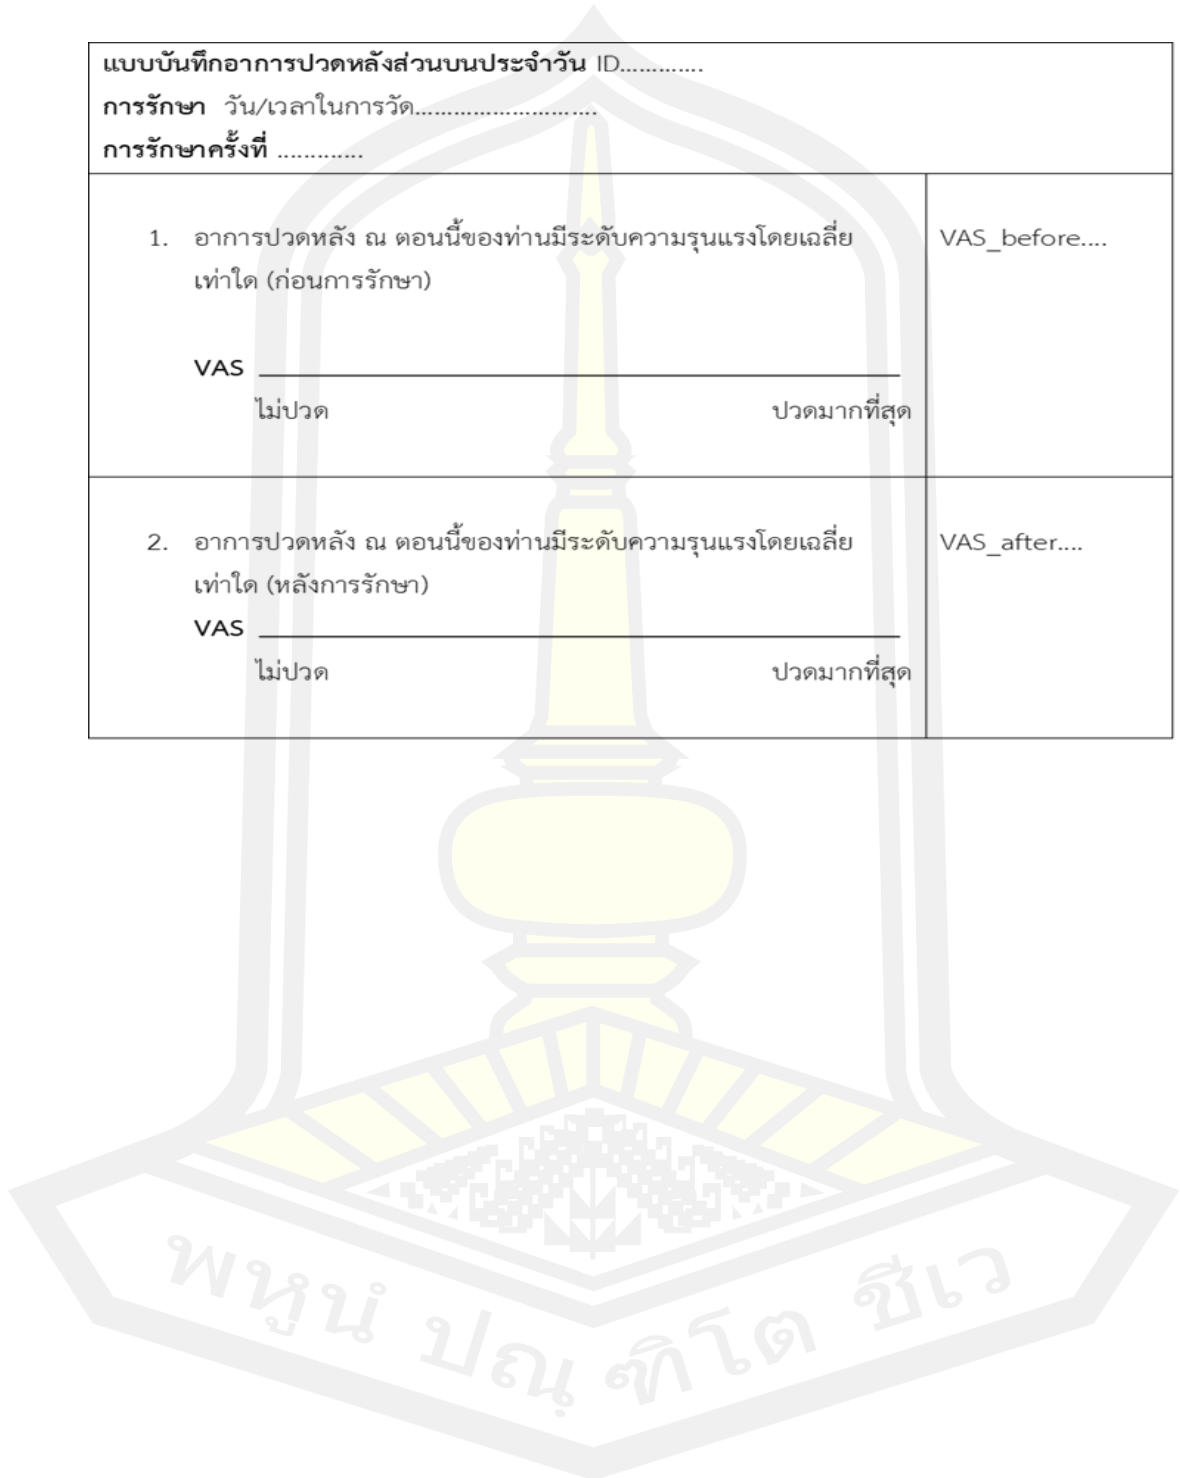 แบบบันทึกอาการปวดหลังส่วนบนประจำวัน ID.............
การรักษา วัน/เวลาในการวัด............................
การรักษาครั้งที่ .............
1. อาการปวดหลัง ณ ตอนนี้ของท่านมีระดับความรุนแรงโดยเฉลี่ย
เท่าใด (ก่อนการรักษา)
VAS_before....
VAS
ไม่ปวด ปวดมากที่สุด
2. อาการปวดหลัง ณ ตอนนี้ของท่านมีระดับความรุนแรงโดยเฉลี่ย
เท่าใด (หลังการรักษา)
VAS_after....
VAS
ไม่ปวด ปวดมากที่สุด
พหูนํ ปณฺฑิโต ชีเว